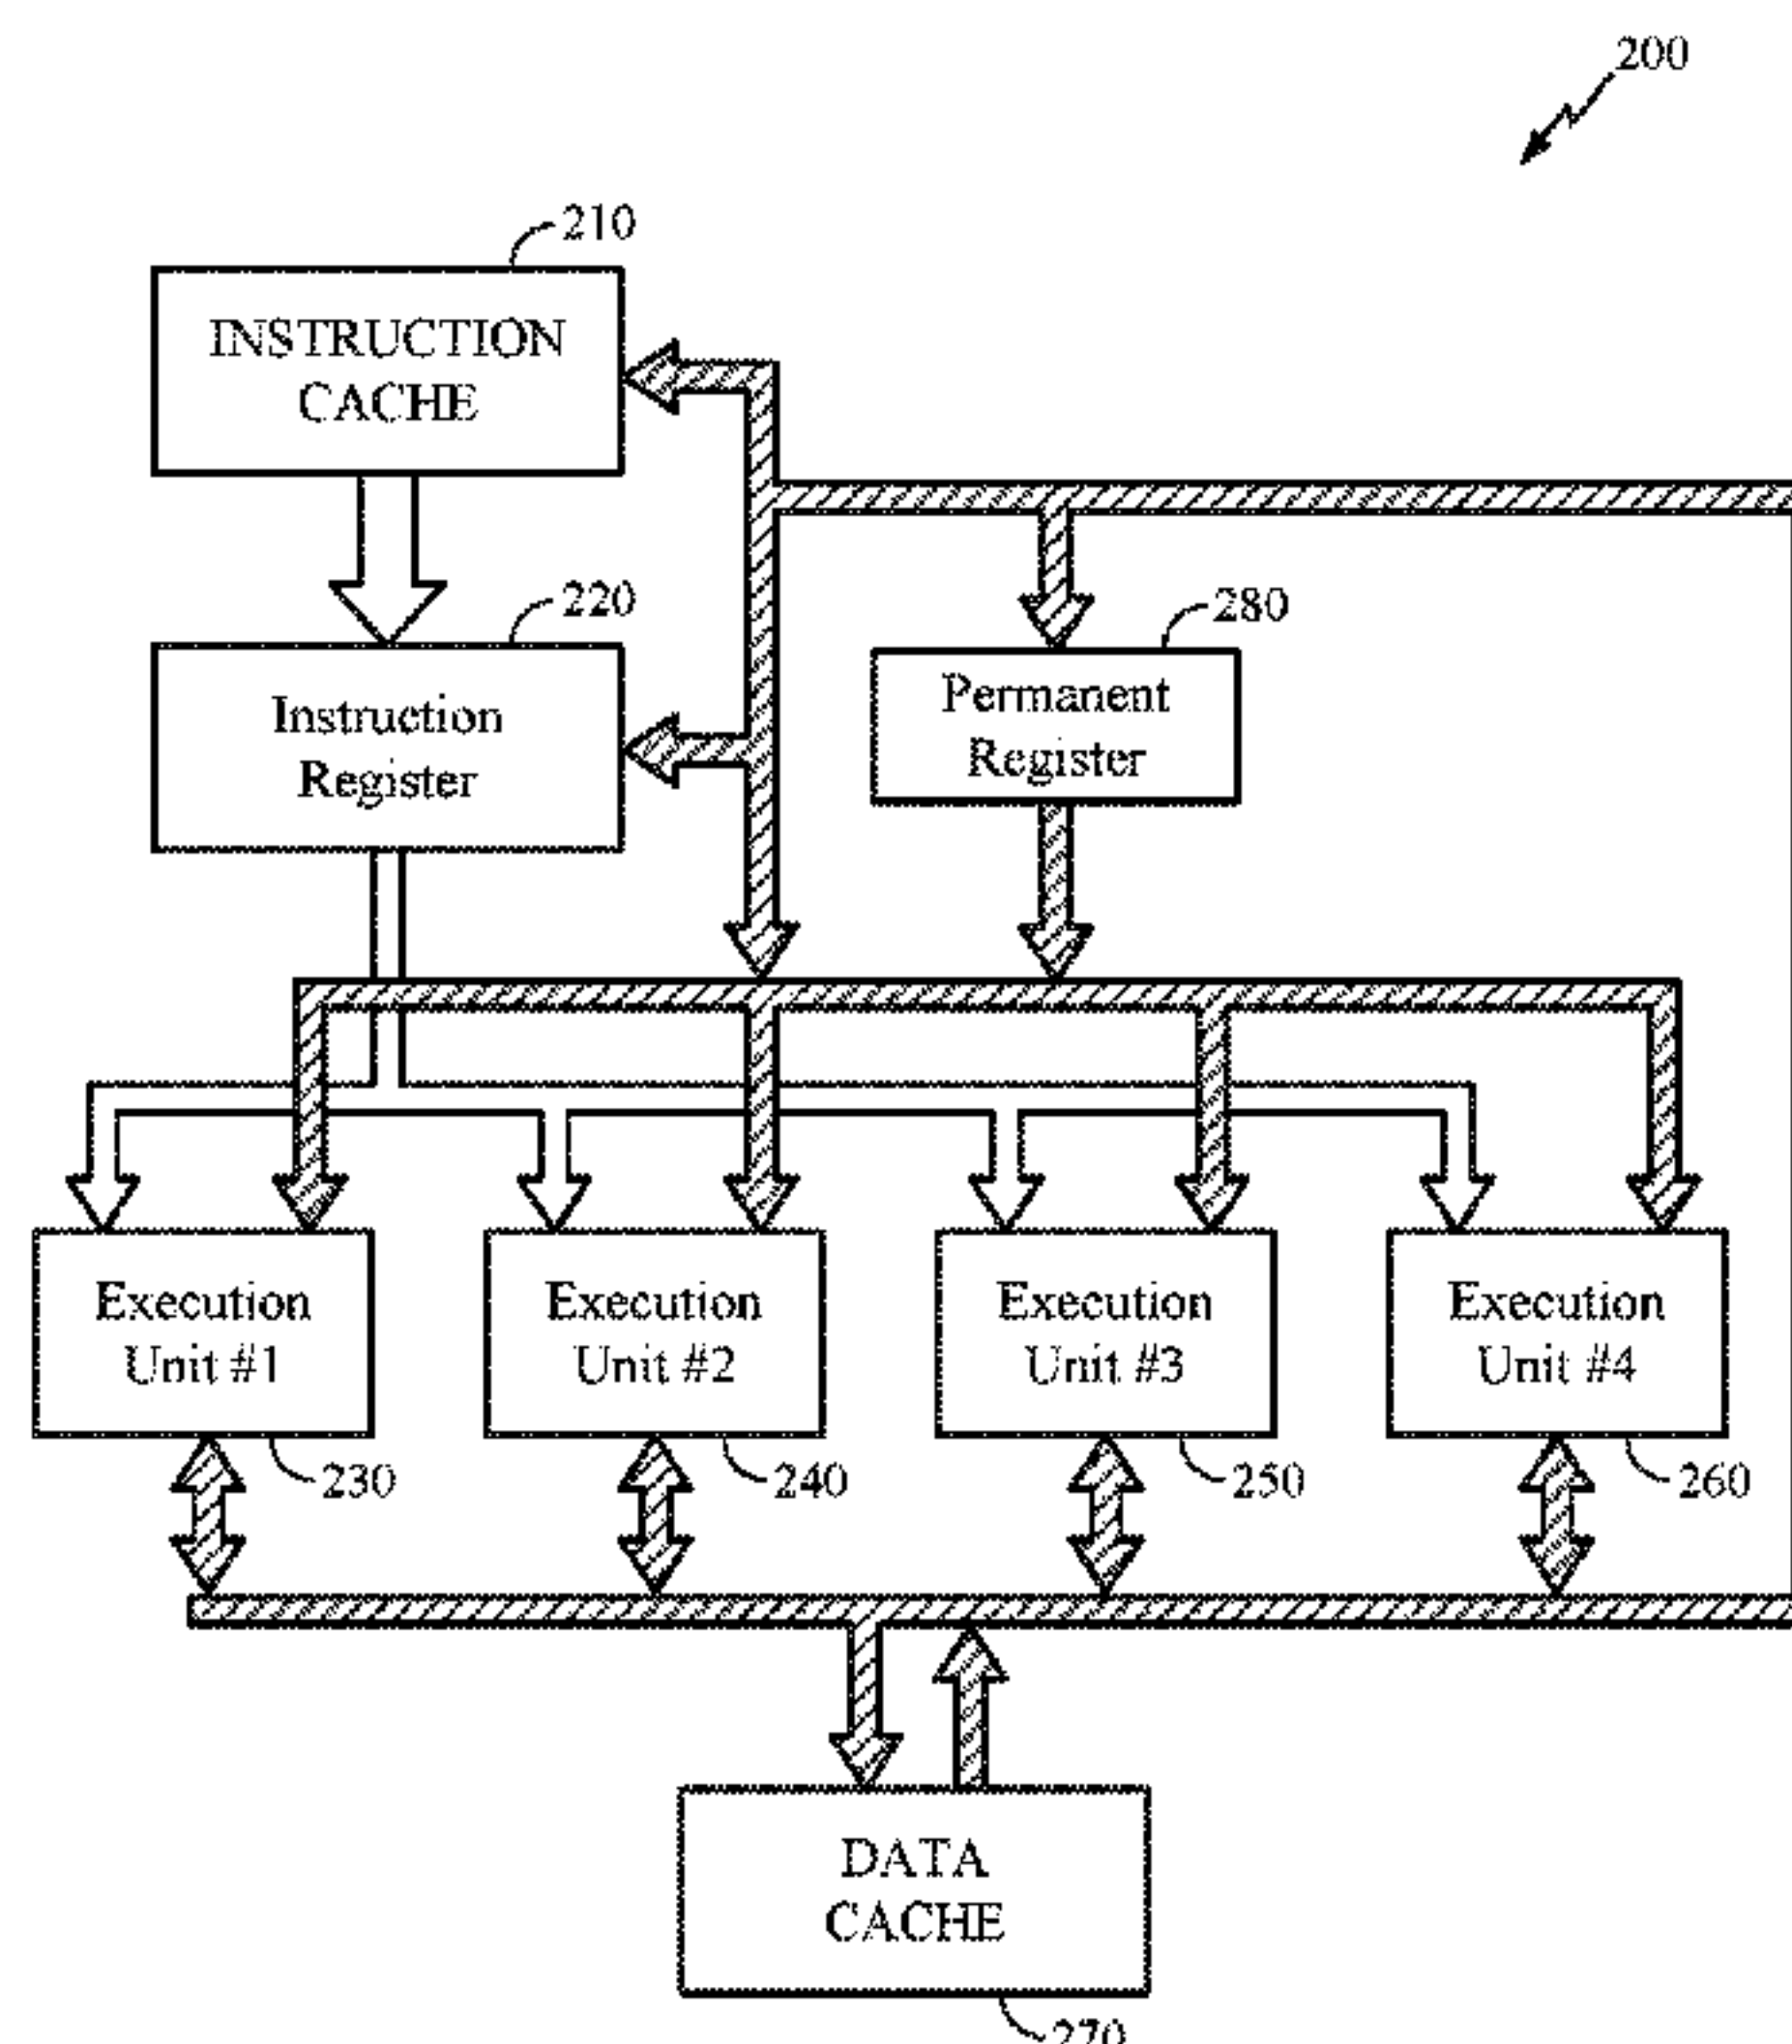 200
210
INSTRUCTION
CACHE
220
Instruction
Register
280
Permanent
Register
Execution
Unit #1
Execution
Unit #2
Execution
Unit #3
Execution
Unit #4
230
240
250
260
DATA
CACHE
270